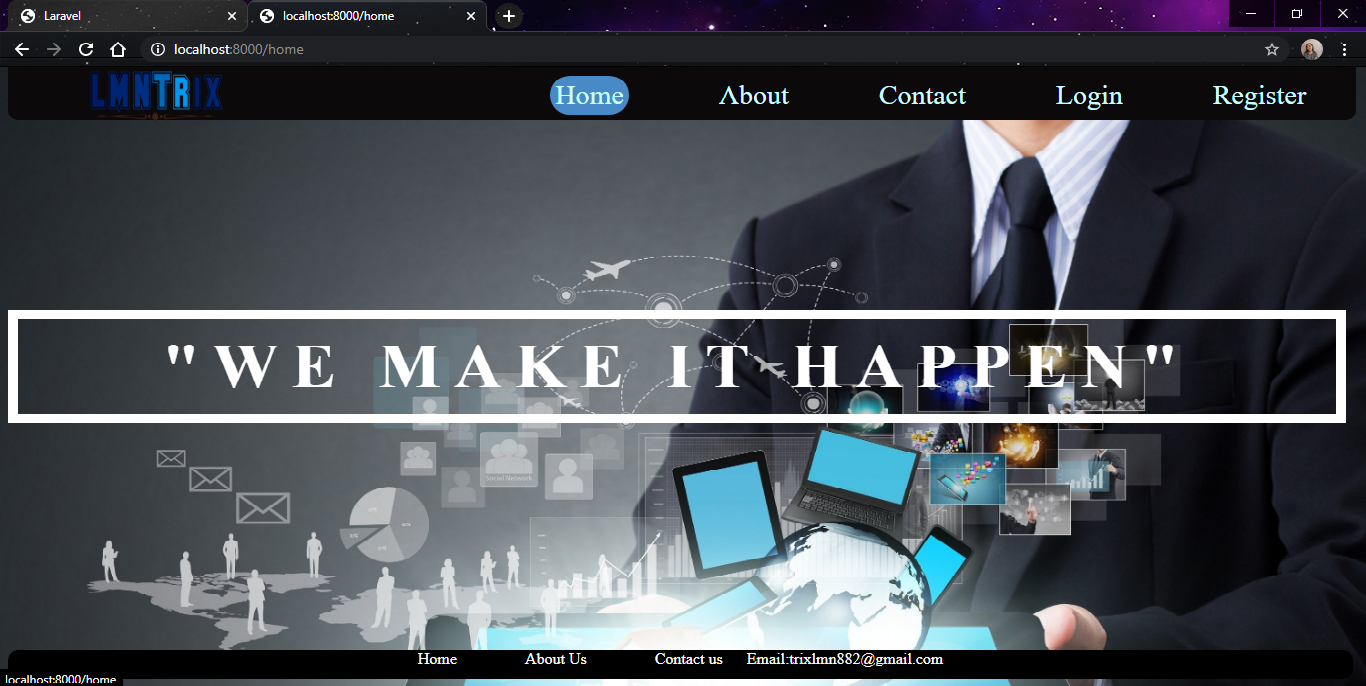 Laravel
localhost:8000/home
localhost:8000/home
LMNTRIX
Home About Contact Login Register
"WE MAKE IT HAPPEN"
Social Network
Home About Us Contact us Email:trixlmn882@gmail.com
localhost:8000/home